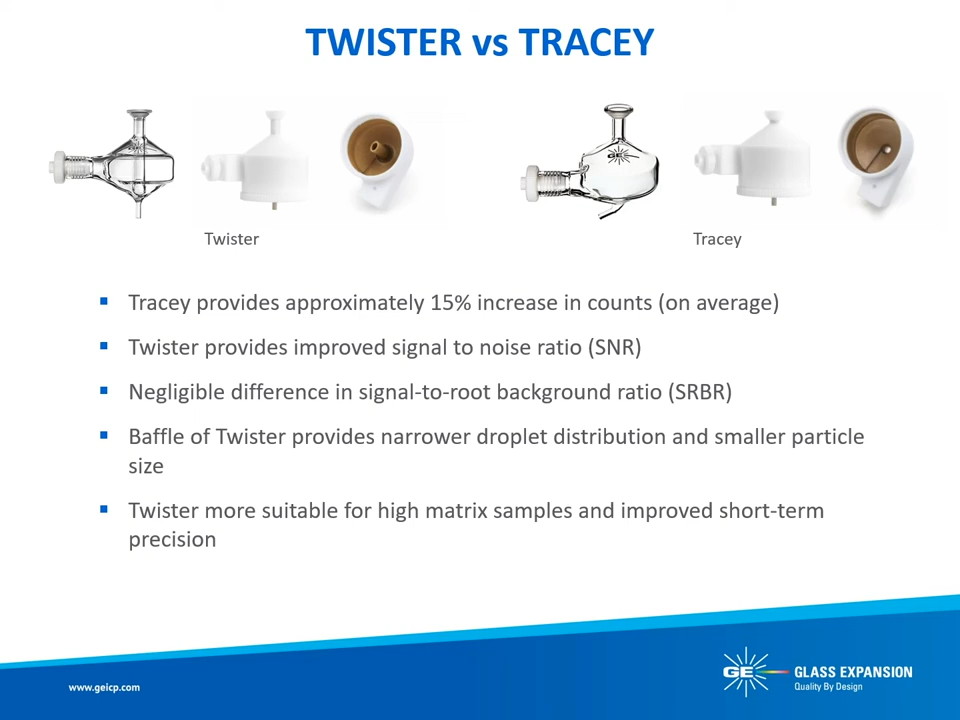 TWISTER vs TRACEY
GE
Twister
Tracey
Tracey provides approximately 15% increase in counts (on average)
Twister provides improved signal to noise ratio (SNR)
Negligible difference in signal-to-root background ratio (SRBR)
Baffle of Twister provides narrower droplet distribution and smaller particle
size
Twister more suitable for high matrix samples and improved short-term
precision
www.geicp.com
GE
GLASS EXPANSION
Quality By Design